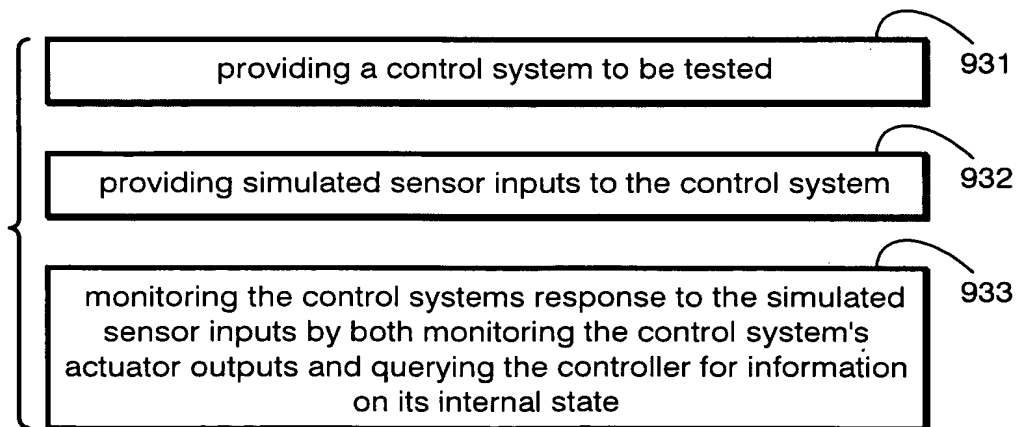 providing a control system to be tested
931
providing simulated sensor inputs to the control system
932
monitoring the control systems response to the simulated
933
sensor inputs by both monitoring the control system's
actuator outputs and querying the controller for information
on its internal state